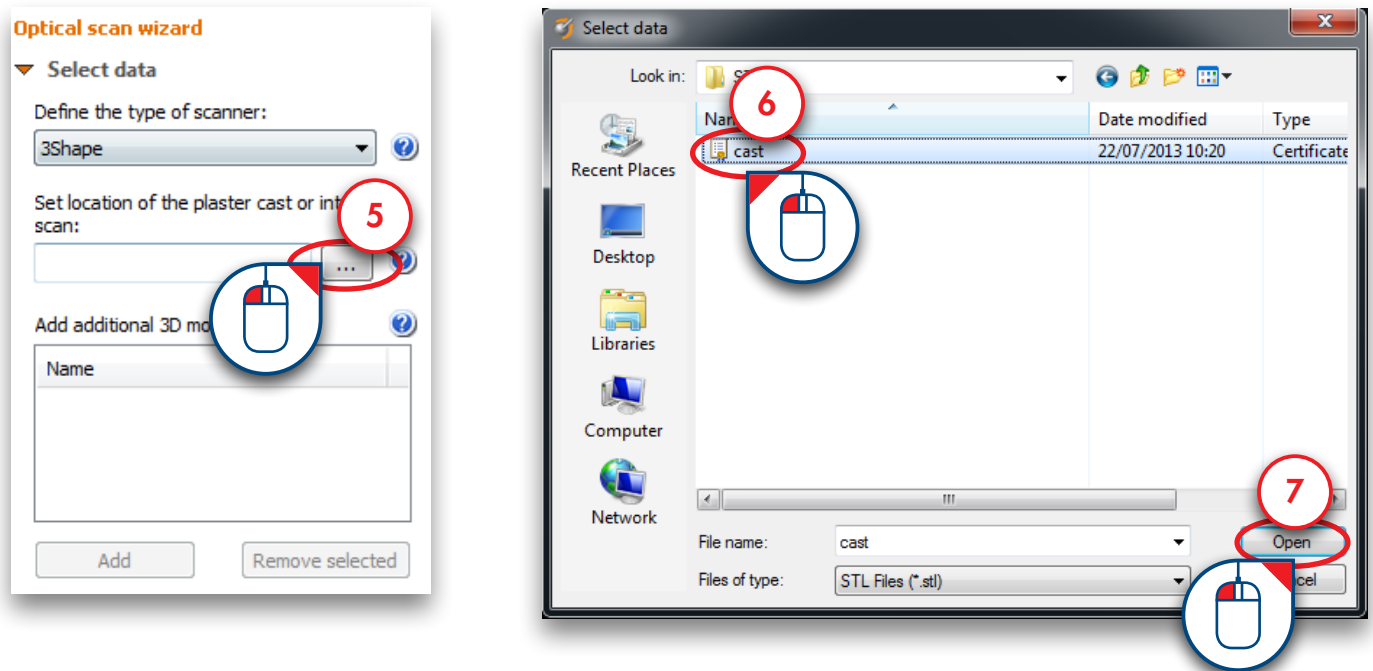 Optical scan wizard
Select data
Define the type of scanner:
3Shape
Set location of the plaster cast or
scan:
5
...
Add additional 3D
Name
Add
Remove selected
Select data
Look in:
6
Date modified
Type
cast
22/07/2013 10:20
Certificate
Recent Places
Desktop
Libraries
Computer
Network
7
File name:
cast
Open
Files of type:
STL Files (*.stl)